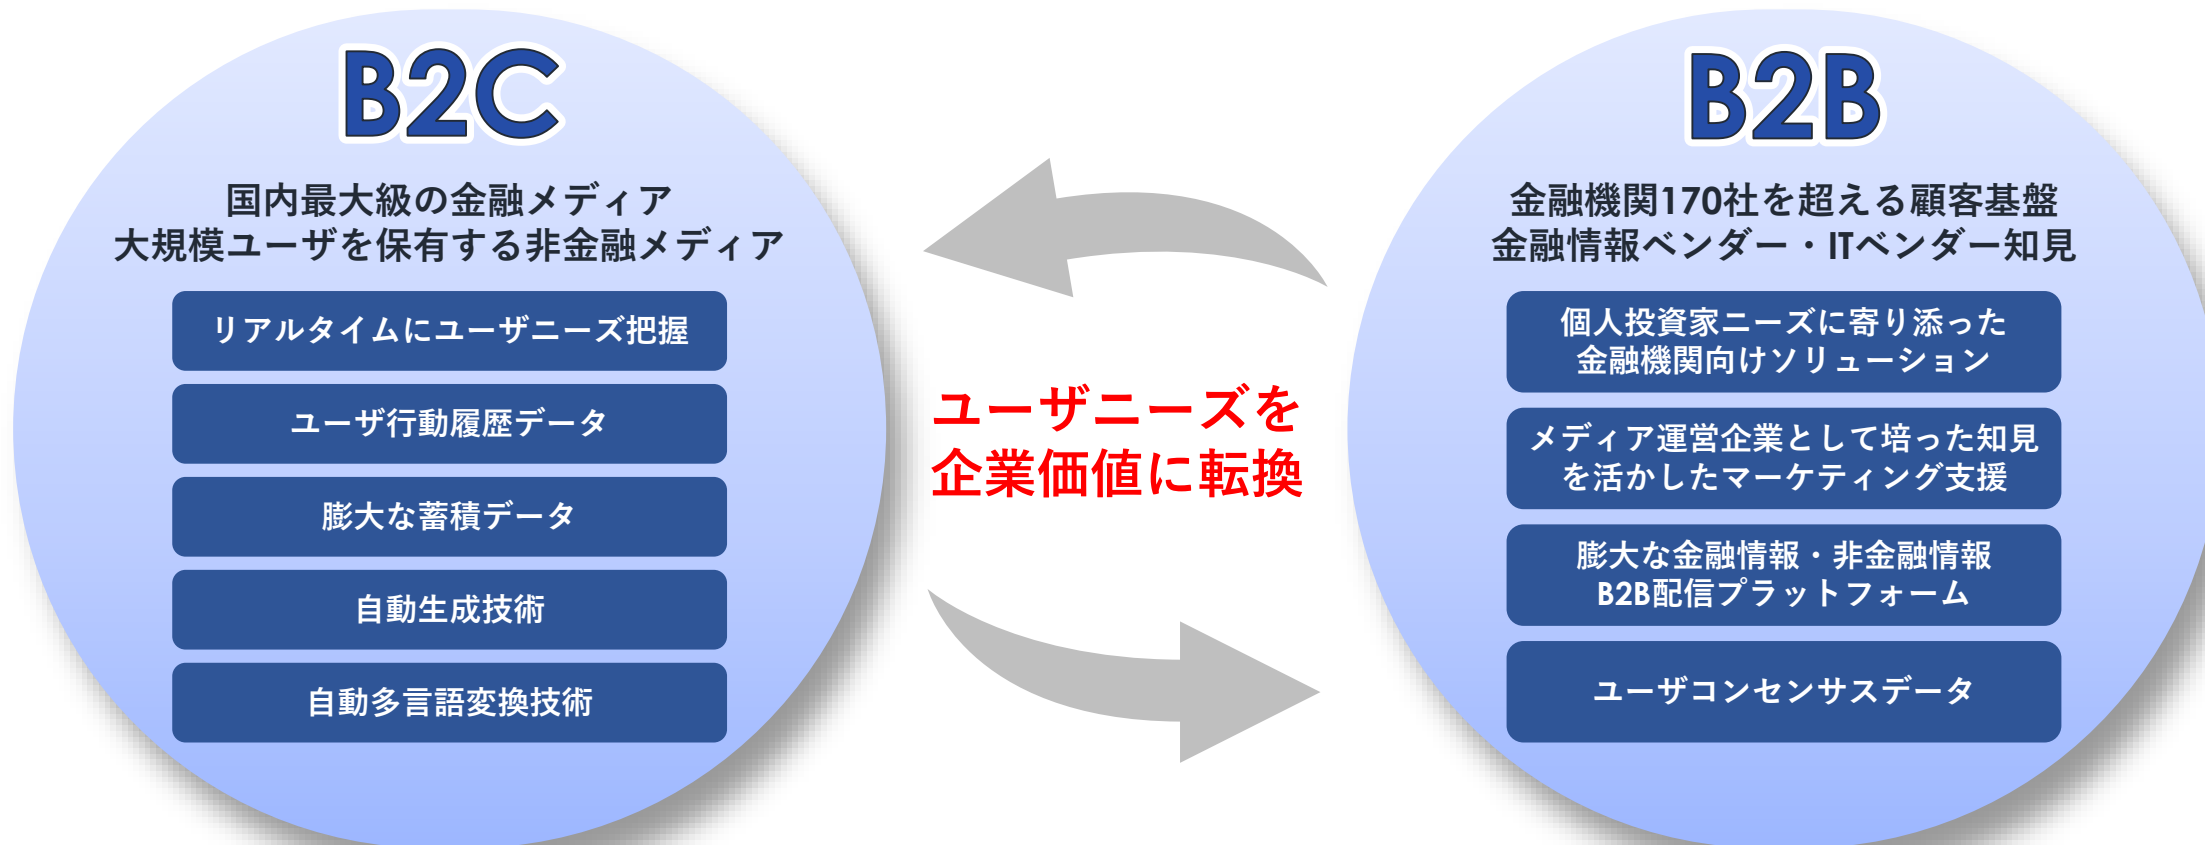 B2C
国内最大級の金融メディア
大規模ユーザを保有する非金融メディア
リアルタイムにユーザニーズ把握
ユーザ行動履歴データ
膨大な蓄積データ
自動生成技術
自動多言語変換技術
ユーザニーズを
企業価値に転換
B2B
金融機関170社を超える顧客基盤
金融情報ベンダー・ITベンダー知見
個人投資家ニーズに寄り添った
金融機関向けソリューション
メディア運営企業として培った知見
を活かしたマーケティング支援
膨大な金融情報・非金融情報
B2B配信プラットフォーム
ユーザコンセンサスデータ